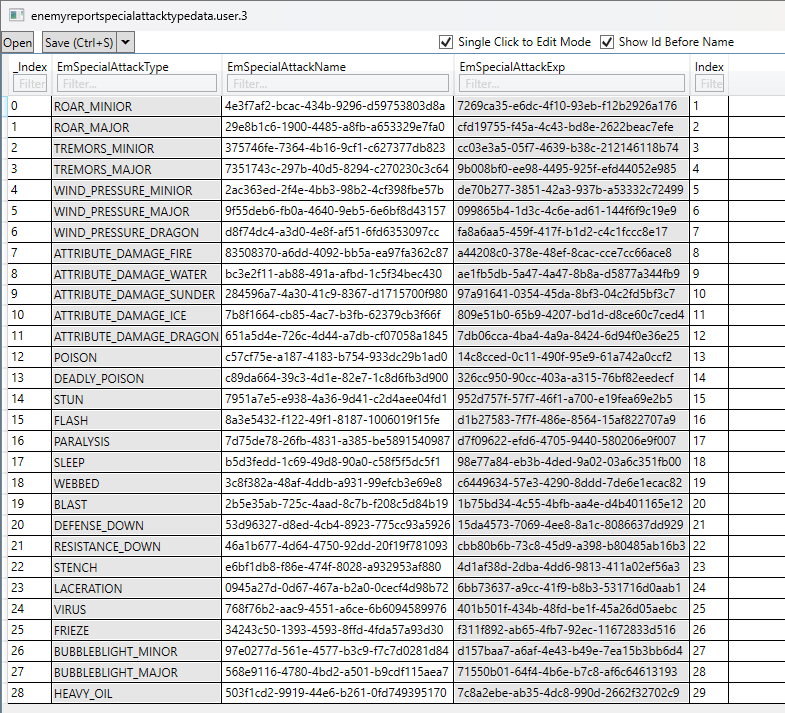 enemyreportspecialattacktypedata.user.3
Open Save (Ctrl+S) Single Click to Edit Mode Show Id Before Name
_Index EmSpecialAttackType EmSpecialAttackName EmSpecialAttackExp Index
Filter Filter... Filter... Filter... Filte
0 ROAR_MINIOR 4e3f7af2-bcac-434b-9296-d59753803d8a 7269ca35-e6dc-4f10-93eb-f12b2926a176 1
1 ROAR_MAJOR 29e8b1c6-1900-4485-a8fb-a653329e7fa0 cfd19755-f45a-4c43-bd8e-2622beac7efe 2
2 TREMORS_MINIOR 375746fe-7364-4b16-9cf1-c627377db823 cc03e3a5-05f7-4639-b38c-212146118b74 3
3 TREMORS_MAJOR 7351743c-297b-40d5-8294-c270230c3c64 9b008bf0-ee98-4495-925f-efd44052e985 4
4 WIND_PRESSURE_MINIOR 2ac363ed-2f4e-4bb3-98b2-4cf398fbe57b de70b277-3851-42a3-937b-a53332c72499 5
5 WIND_PRESSURE_MAJOR 9f55deb6-fb0a-4640-9eb5-6e6bf8d43157 099865b4-1d3c-4c6e-ad61-144f6f9c19e9 6
6 WIND_PRESSURE_DRAGON d8f74dc4-a3d0-4e8f-af51-6fd6353097cc fa8a6aa5-459f-417f-b1d2-c4c1fccc8e17 7
7 ATTRIBUTE_DAMAGE_FIRE 83508370-a6dd-4092-bb5a-ea97fa362c87 a44208c0-378e-48ef-8cac-cce7cc66ace8 8
8 ATTRIBUTE_DAMAGE_WATER bc3e2f11-ab88-491a-afbd-1c5f34bec430 ae1fb5db-5a47-4a47-8b8a-d5877a344fb9 9
9 ATTRIBUTE_DAMAGE_SUNDER 284596a7-4a30-41c9-8367-d1715700f980 97a91641-0354-45da-8bf3-04c2fd5bf3c7 10
10 ATTRIBUTE_DAMAGE_ICE 7b8f1664-cb85-4ac7-b3fb-62379cb3f66f 809e51b0-65b9-4207-bd1d-d8ce60c7ced4 11
11 ATTRIBUTE_DAMAGE_DRAGON 651a5d4e-726c-4d44-a7db-cf07058a1845 7db06cca-4ba4-4a9a-8424-6d94f0e36e25 12
12 POISON c57cf75e-a187-4183-b754-933dc29b1ad0 14c8cced-0c11-490f-95e9-61a742a0ccf2 13
13 DEADLY_POISON c89da664-39c3-4d1e-82e7-1c8d6fb3d900 326cc950-90cc-403a-a315-76bf82eedecf 14
14 STUN 7951a7e5-e938-4a36-9d41-c2d4aee04fd1 952d757f-57f7-46f1-a700-e19fea69e2b5 15
15 FLASH 8a3e5432-f122-49f1-8187-1006019f15fe d1b27583-7f7f-486e-8564-15af822707a9 16
16 PARALYSIS 7d75de78-26fb-4831-a385-be5891540987 d7f09622-efd6-4705-9440-580206e9f007 17
17 SLEEP b5d3fedd-1c69-49d8-90a0-c58f5f5dc5f1 98e77a84-eb3b-4ded-9a02-03a6c351fb00 18
18 WEBBED 3c8f382a-48af-4ddb-a931-99efcb3e69e8 c6449634-57e3-4290-8ddd-7de6e1ecac82 19
19 BLAST 2b5e35ab-725c-4aad-8c7b-f208c5d84b19 1b75bd34-4c55-4bfb-aa4e-d4b401165e12 20
20 DEFENSE_DOWN 53d96327-d8ed-4cb4-8923-775cc93a5926 15da4573-7069-4ee8-8a1c-8086637dd929 21
21 RESISTANCE_DOWN 46a1b677-4d64-4750-92dd-20f19f781093 cbb80b6b-73c8-45d9-a398-b80485ab16b3 22
22 STENCH e6bf1db8-f86e-474f-8028-a932953af880 4d1af38d-2dba-4dd6-9813-411a02ef56a3 23
23 LACERATION 0945a27d-0d67-467a-b2a0-0cecf4d98b72 6bb73637-a9cc-41f9-b8b3-531716d0aab1 24
24 VIRUS 768f76b2-aac9-4551-a6ce-6b6094589976 401b501f-434b-48fd-be1f-45a26d05aebc 25
25 FRIEZE 34243c50-1393-4593-8ffd-4fda57a93d30 f311f892-ab65-4fb7-92ec-11672833d516 26
26 BUBBLEBLIGHT_MINOR 97e0277d-561e-4577-b3c9-f7c7d0281d84 d157baa7-a6af-4e43-b49e-7ea15b3bb6d4 27
27 BUBBLEBLIGHT_MAJOR 568e9116-4780-4bd2-a501-b9cdf115aea7 71550b01-64f4-4b6e-b7c8-af6c64613193 28
28 HEAVY_OIL 503f1cd2-9919-44e6-b261-0fd749395170 7c8a2ebe-ab35-4dc8-990d-2662f32702c9 29